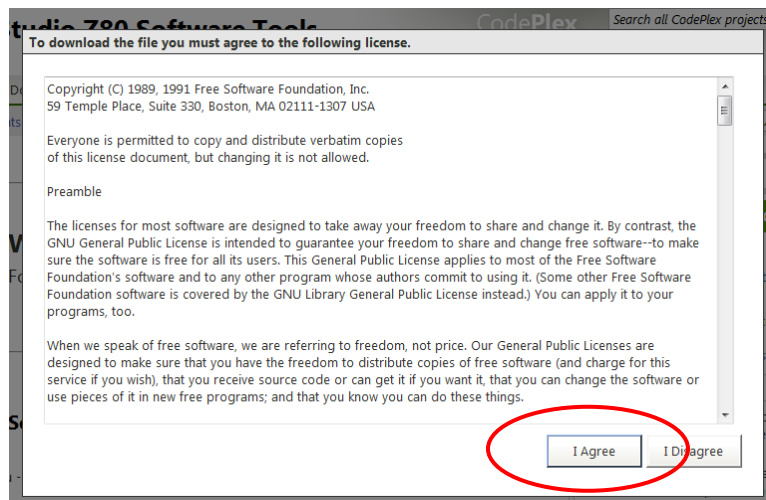 tudio Z80 Software Tools
CodePlex
Search all CodePlex projects
To download the file you must agree to the following license.
Copyright (C) 1989, 1991 Free Software Foundation, Inc.
59 Temple Place, Suite 330, Boston, MA 02111-1307 USA
Everyone is permitted to copy and distribute verbatim copies
of this license document, but changing it is not allowed.
Preamble
The licenses for most software are designed to take away your freedom to share and change it. By contrast, the
GNU General Public License is intended to guarantee your freedom to share and change free software--to make
sure the software is free for all its users. This General Public License applies to most of the Free Software
Foundation's software and to any other program whose authors commit to using it. (Some other Free Software
Foundation software is covered by the GNU Library General Public License instead.) You can apply it to your
programs, too.
When we speak of free software, we are referring to freedom, not price. Our General Public Licenses are
designed to make sure that you have the freedom to distribute copies of free software (and charge for this
service if you wish), that you receive source code or can get it if you want it, that you can change the software or
use pieces of it in new free programs; and that you know you can do these things.
I Agree
I Disagree